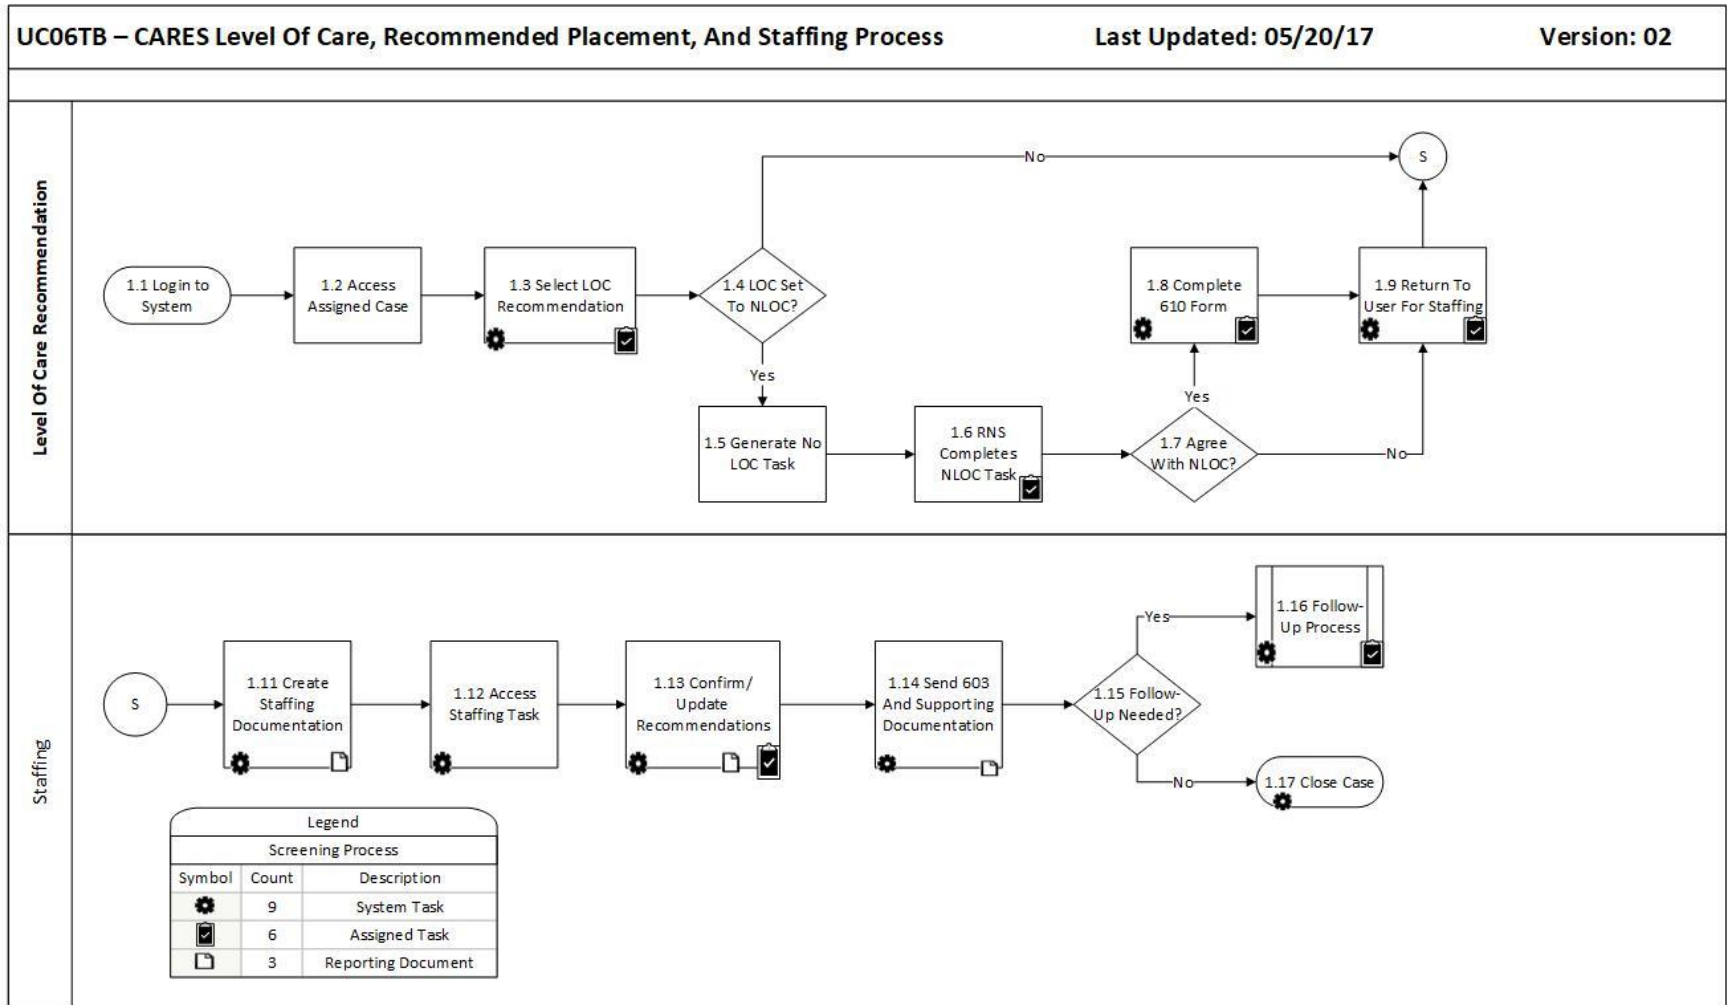 UC06TB – CARES Level Of Care, Recommended Placement, And Staffing Process Last Updated: 05/20/17 Version: 02
Level Of Care Recommendation
No
S
1.1 Login to
System
1.2 Access
Assigned Case
1.3 Select LOC
Recommendation
1.4 LOC Set
To NLOC?
1.8 Complete
610 Form
1.9 Return To
User For Staffing
Yes
Yes
1.5 Generate No
LOC Task
1.6 RNS
Completes
NLOC Task
1.7 Agree
With NLOC?
No
Staffing
S
1.11 Create
Staffing
Documentation
1.12 Access
Staffing Task
1.13 Confirm/
Update
Recommendations
1.14 Send 603
And Supporting
Documentation
1.15 Follow-
Up Needed?
Yes
1.16 Follow-
Up Process
No
1.17 Close Case
Legend
Screening Process
Symbol Count Description
9 System Task
6 Assigned Task
3 Reporting Document